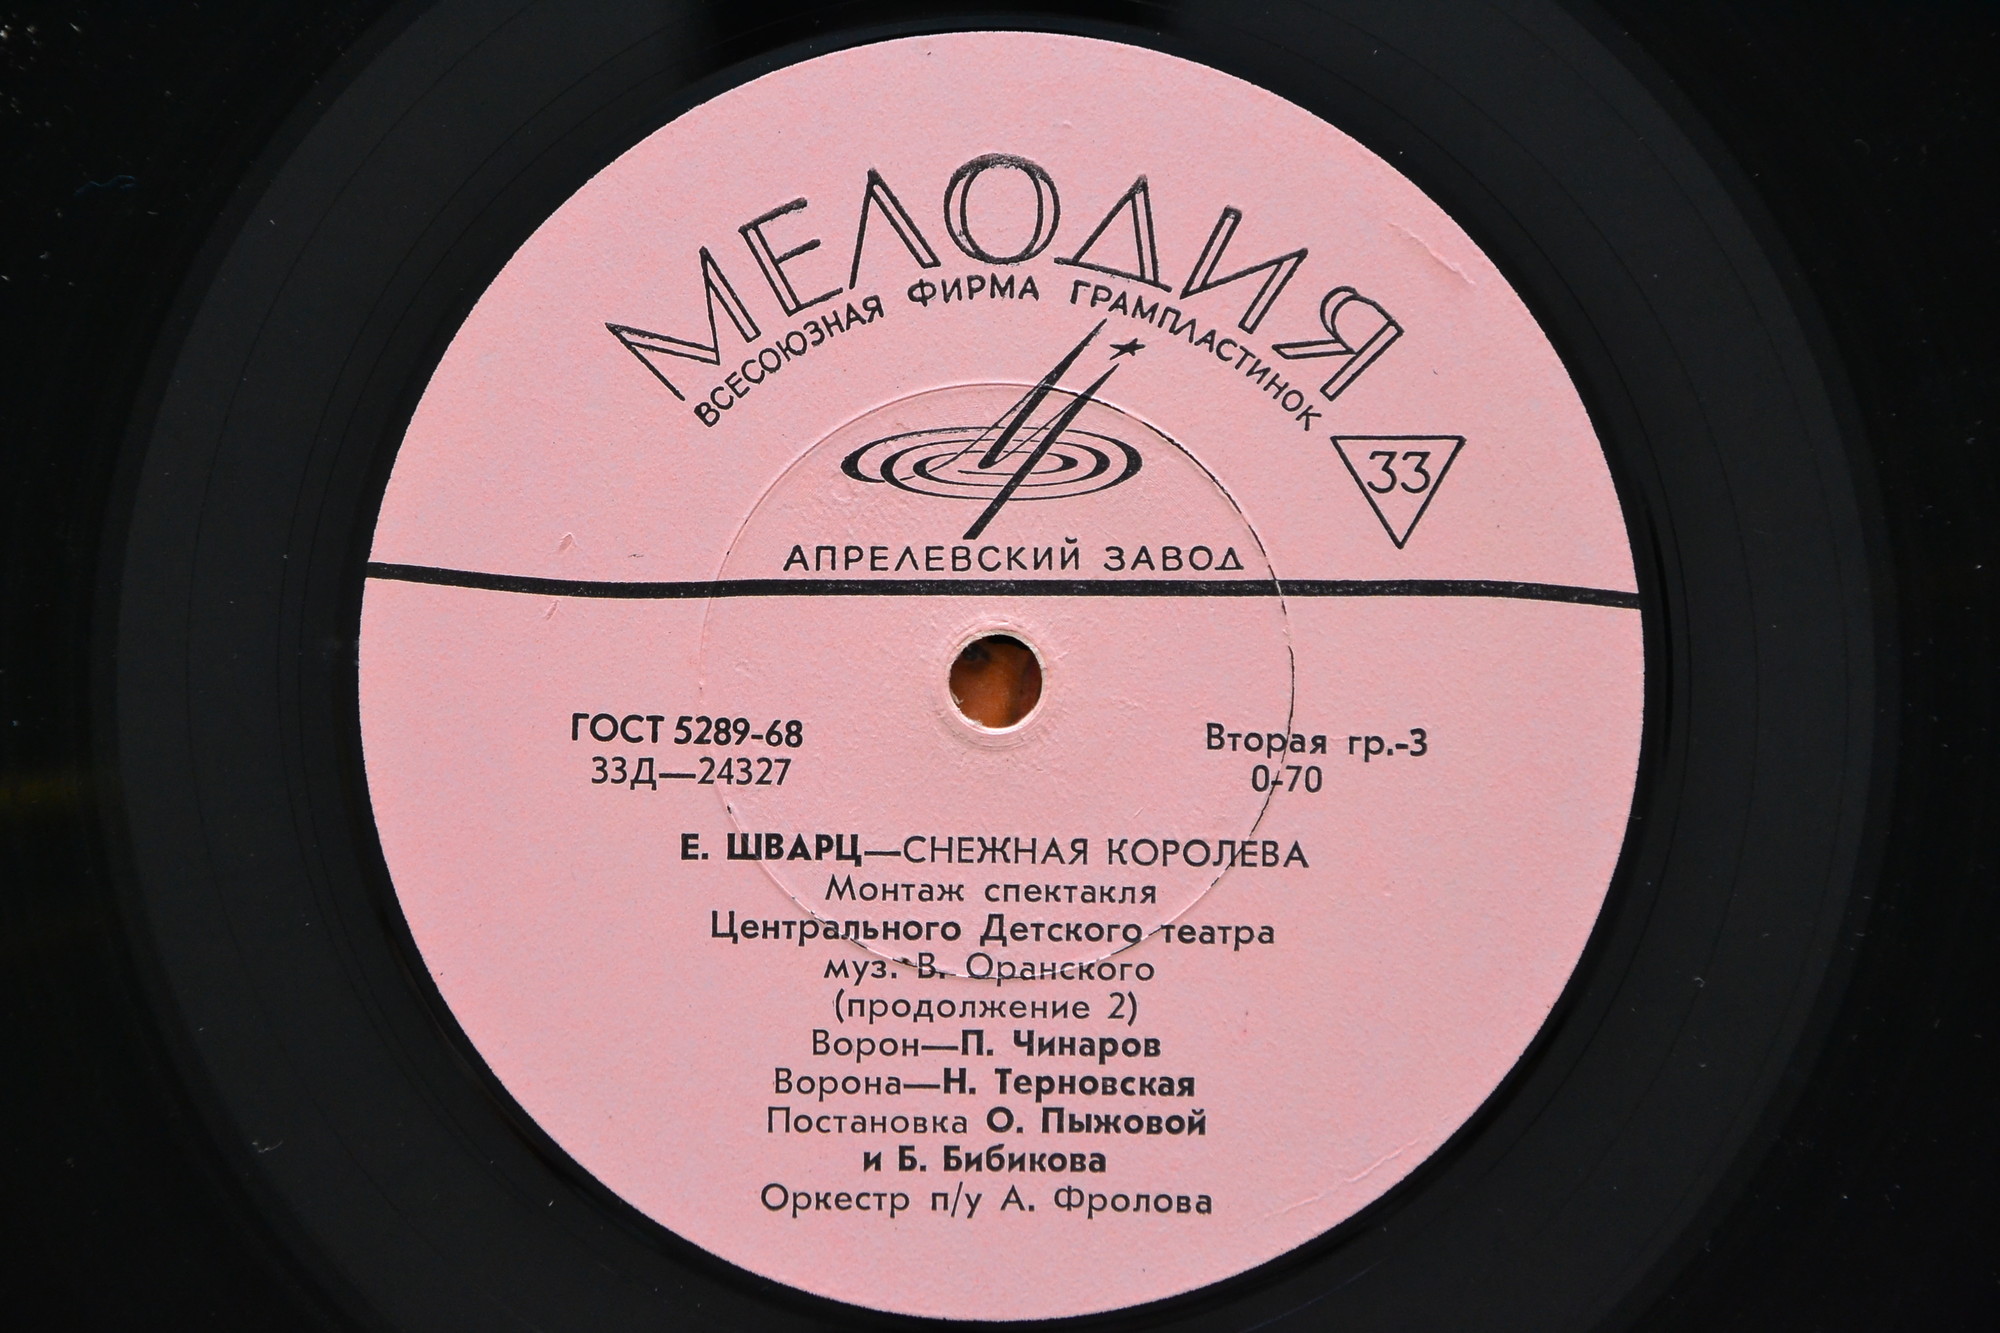 МЕЛОДИЯ
ВСЕСОЮЗНАЯ ФИРМА ГРАМПЛАСТИНОК
33
АПРЕЛЕВСКИЙ ЗАВОД
ГОСТ 5289-68
33Д—24327
Вторая гр.-3
0-70
Е. ШВАРЦ—СНЕЖНАЯ КОРОЛЕВА
Монтаж спектакля
Центрального Детского театра
муз. В. Оранского
(продолжение 2)
Ворон—П. Чинаров
Ворона—Н. Терновская
Постановка О. Пыжовой
и Б. Бибикова
Оркестр п/у А. Фролова